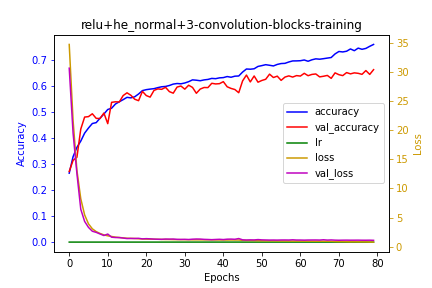 relu+he_normal+3-convolution-blocks-training
0.7
0.6
0.5
0.4
0.3
0.2
0.1
0.0
Accuracy
35
30
25
20
15
10
5
0
Loss
accuracy
val_accuracy
lr
loss
val_loss
0 10 20 30 40 50 60 70 80
Epochs